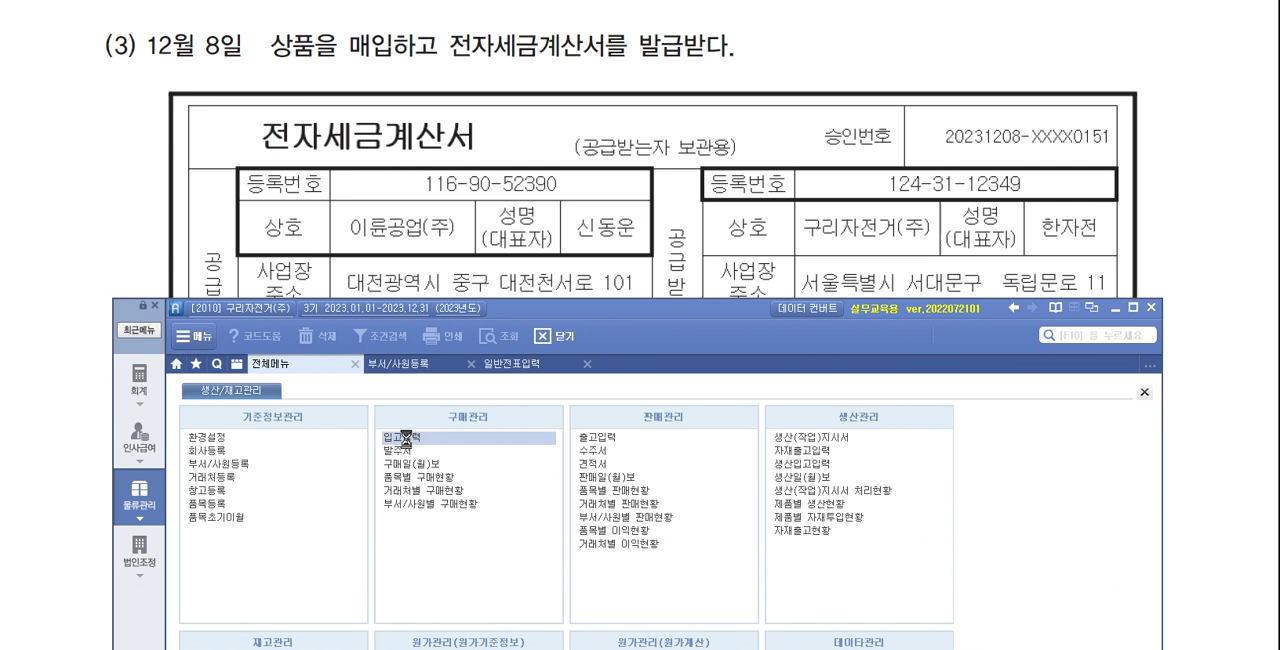 (3) 12월 8일 상품을 매입하고 전자세금계산서를 발급받다.
전자세금계산서 (공급받는자 보관용) 승인번호 20231208-XXXX0151
등록번호 116-90-52390 등록번호 124-31-12349
상호 이륜공업(주) 성명 (대표자) 신동운 상호 구리자전거(주) 성명 (대표자) 한자전
공급 공급받
사업장 주소 대전광역시 중구 대전천서로 101 사업장 주소 서울특별시 서대문구 독립문로 11
[2010] 구리자전거(주) 3기 2023.01.01-2023.12.31 (2023년도) 데이터 컨버트 실무교육용 ver.2022072101
최근메뉴
메뉴 코드도움 삭제 조건검색 인쇄 조회 닫기 [F10] 을 누르세요
전체메뉴 부서/사원등록 일반전표입력
회계
인사급여
물류관리
법인조정
생산/재고관리
기준정보관리
환경설정
회사등록
부서/사원등록
거래처등록
창고등록
품목등록
품목초기이월
구매관리
입고입력
발주서
구매일(월)보
품목별 구매현황
거래처별 구매현황
부서/사원별 구매현황
판매관리
출고입력
수주서
견적서
판매일(월)보
품목별 판매현황
거래처별 판매현황
부서/사원별 판매현황
품목별 이익현황
거래처별 이익현황
생산관리
생산(작업)지시서
자재출고입력
생산입고입력
생산일(월)보
생산(작업)지시서 처리현황
제품별 생산현황
제품별 자재투입현황
자재출고현황
재고관리 원가관리(원가기준정보) 원가관리(원가계산) 데이타관리